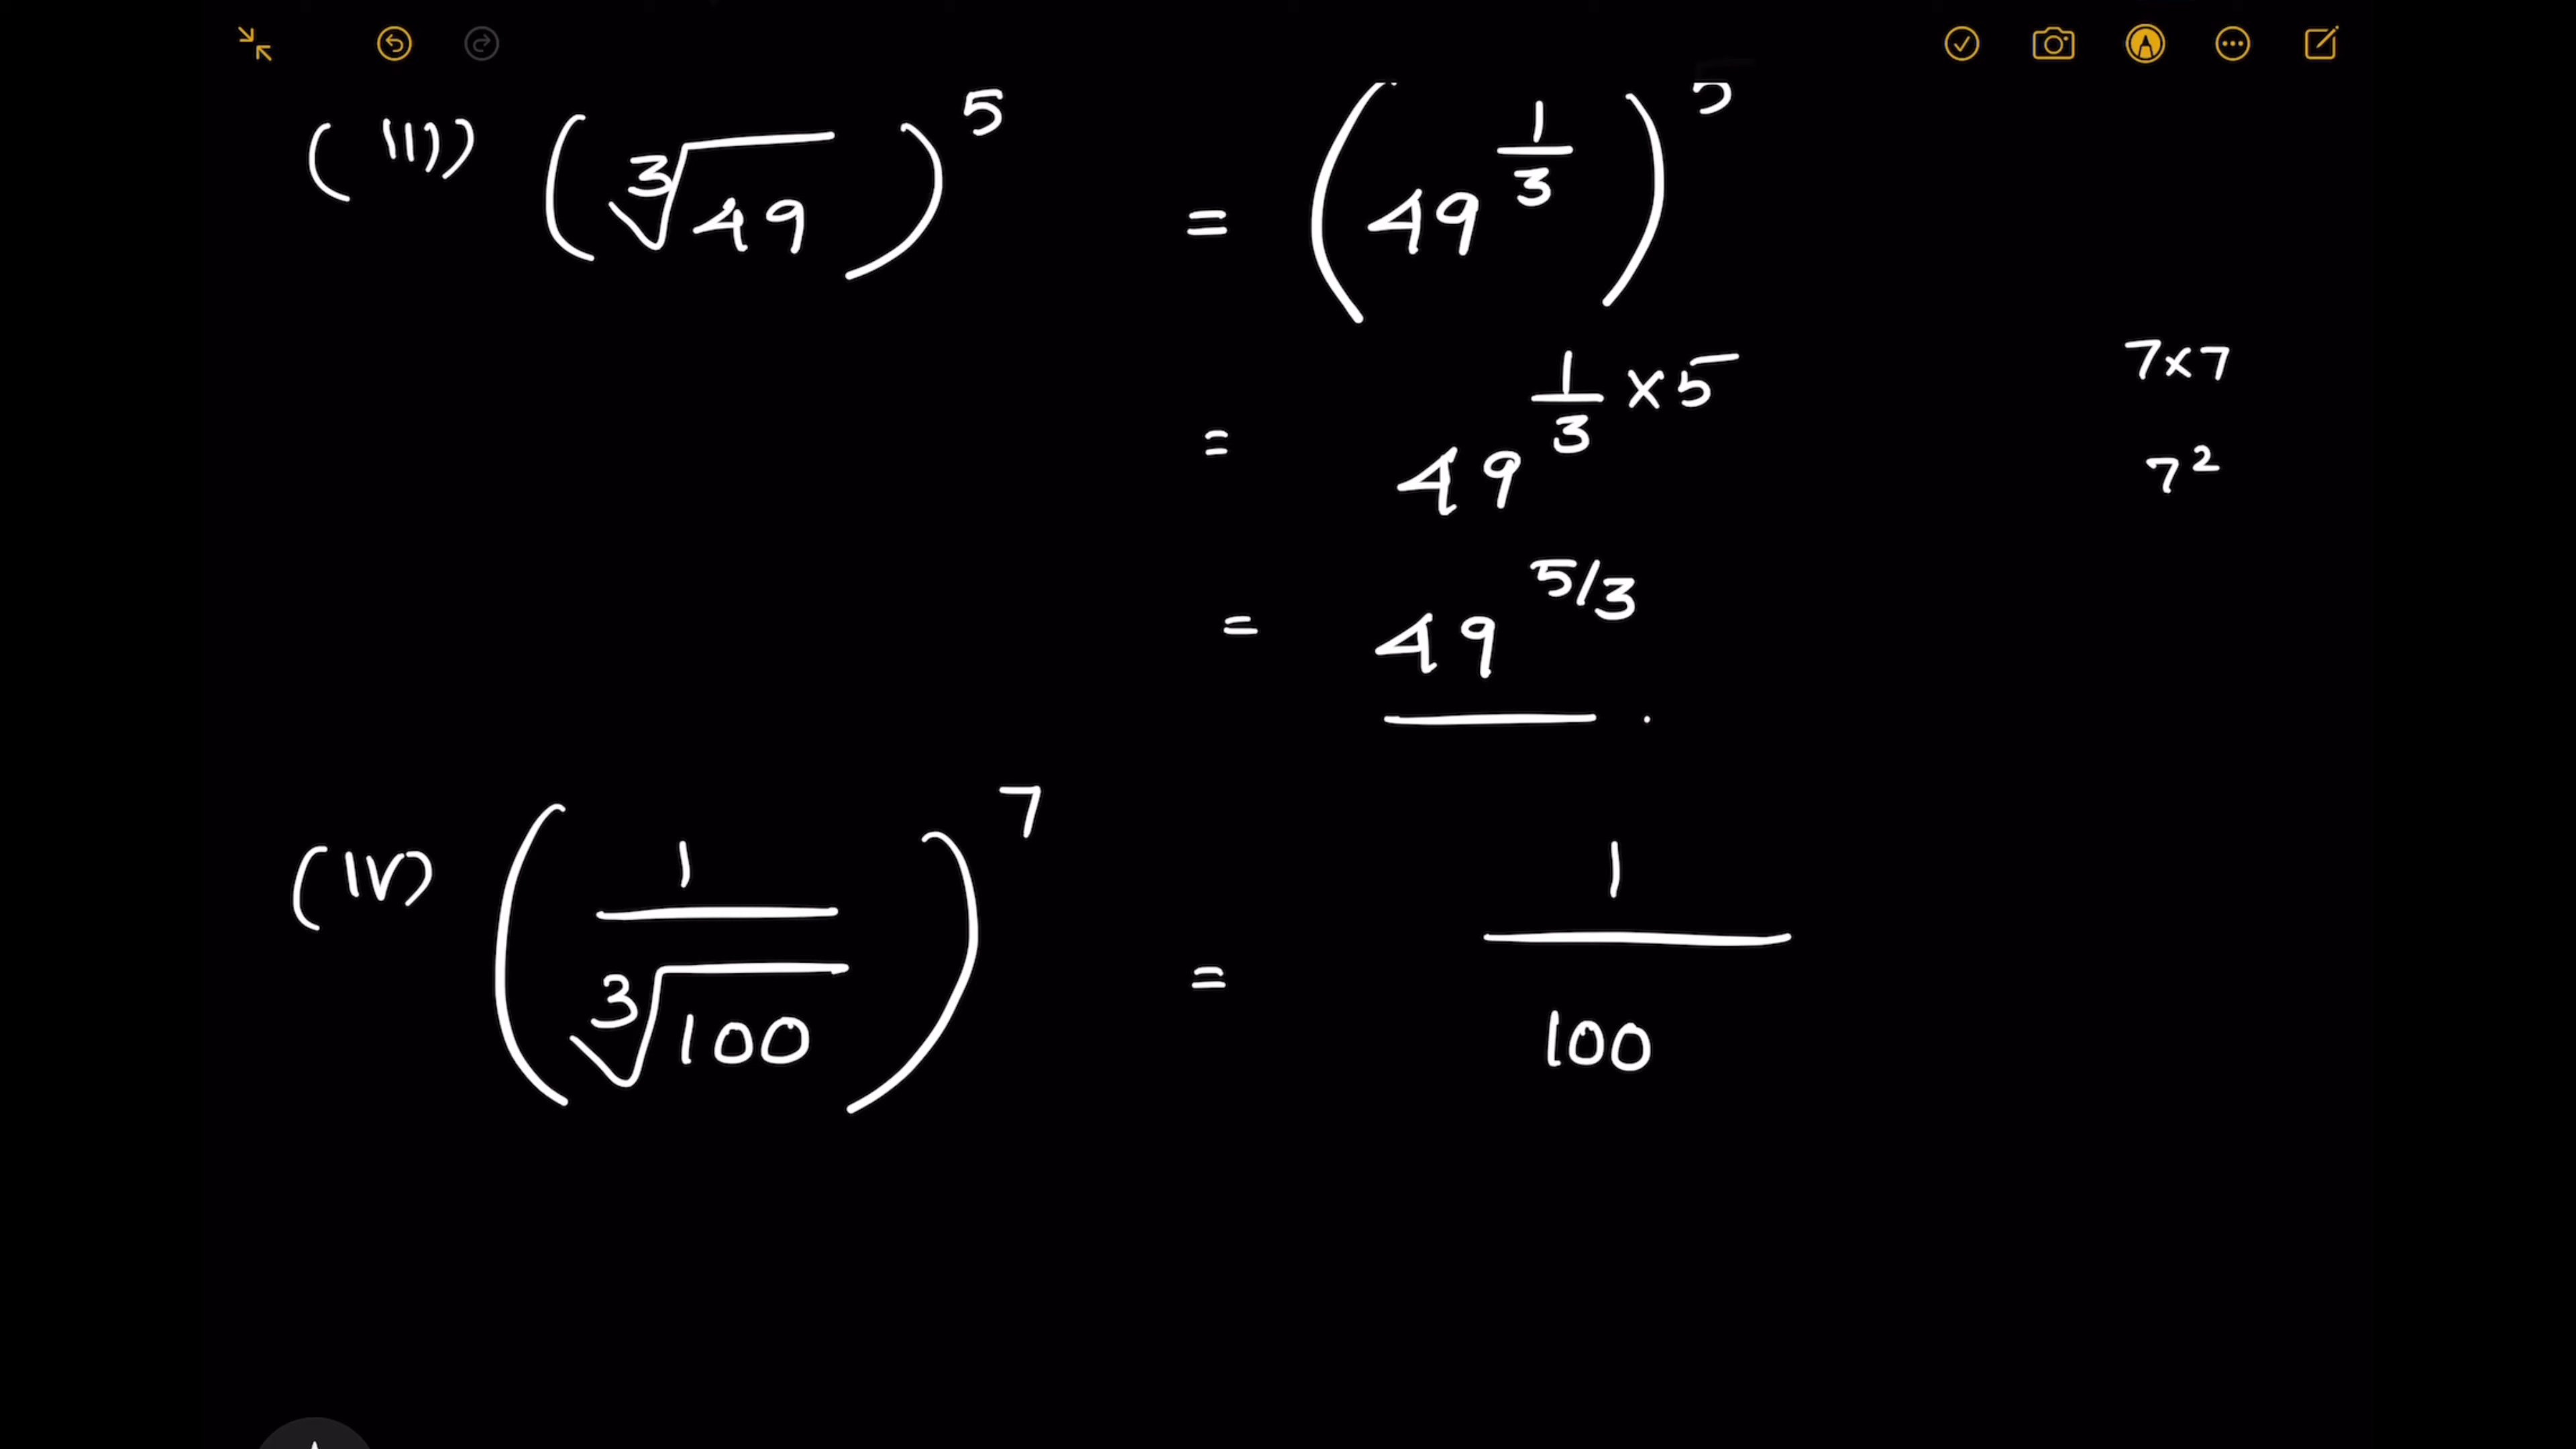 (III) (∛49)^5 = (49^(1/3))^5
= 49^(1/3 × 5)
7×7
7²
= 49^(5/3) .
(IV) (1/∛100)^7 = 1/100